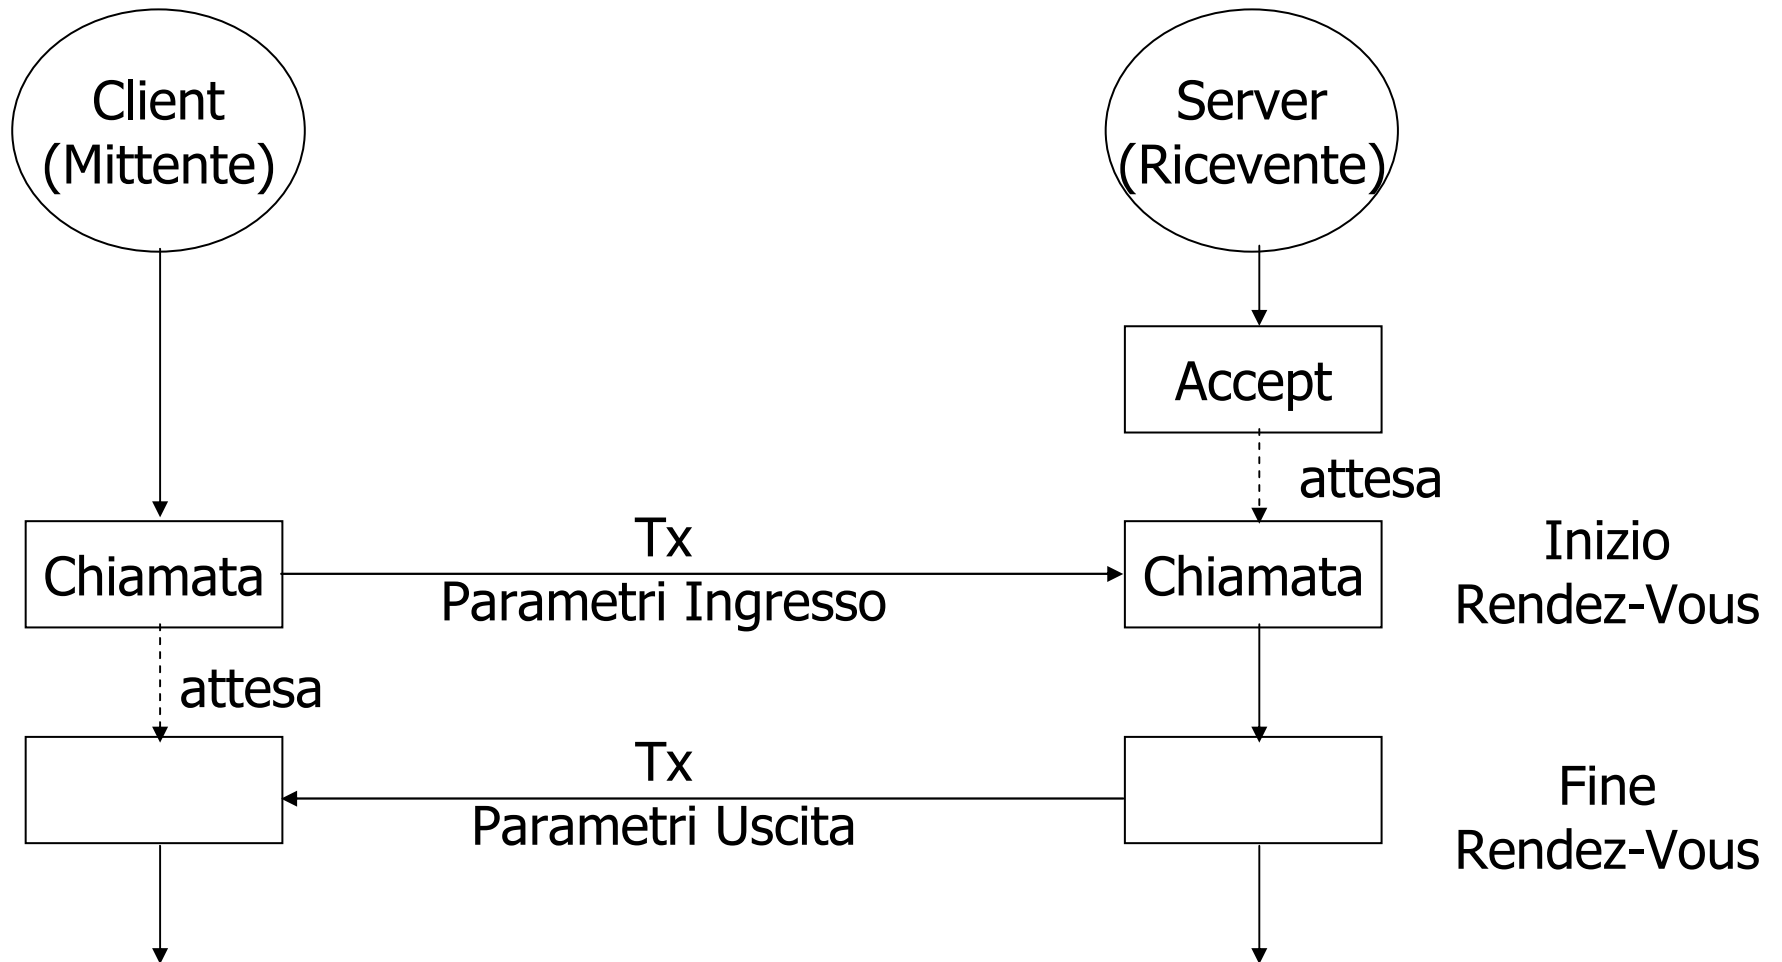 Client
(Mittente)
Server
(Ricevente)
Accept
attesa
Chiamata
Tx
Parametri Ingresso
Chiamata
Inizio
Rendez-Vous
attesa
Tx
Parametri Uscita
Fine
Rendez-Vous